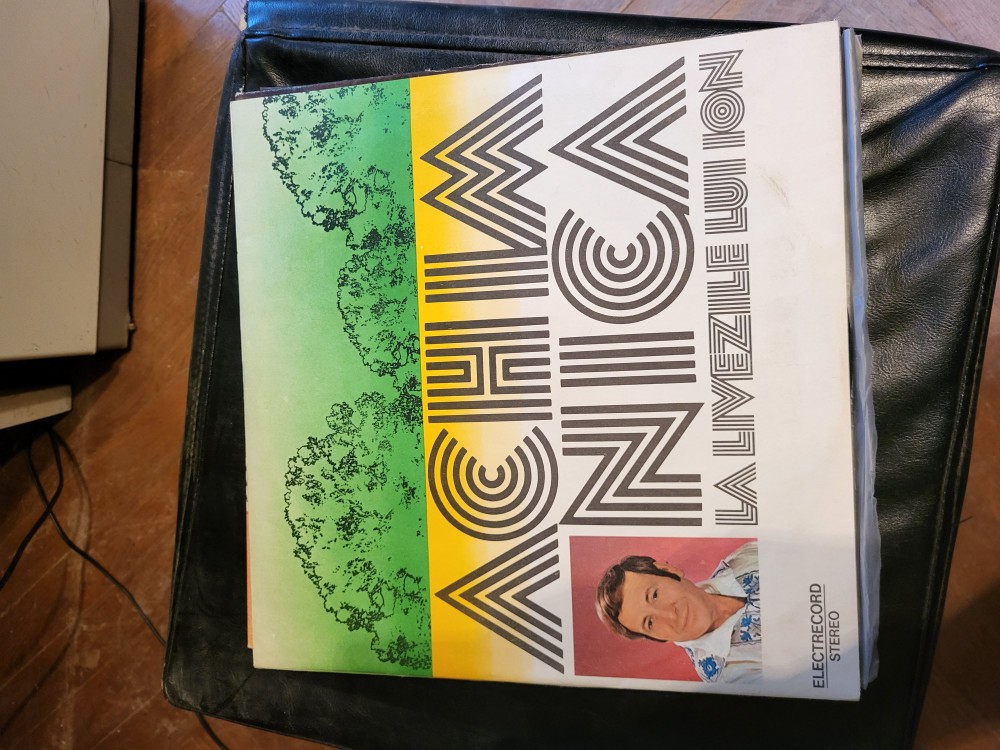 ACHIM
NICA
LA LIVEZILE LUI ION
ELECTRECORD
STEREO